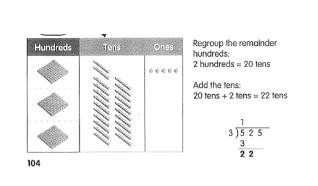 Hundreds Tens Ones
Regroup the remainder
hundreds:
2 hundreds = 20 tens
Add the tens:
20 tens + 2 tens = 22 tens
1
3)5 2 5
3
2 2
104